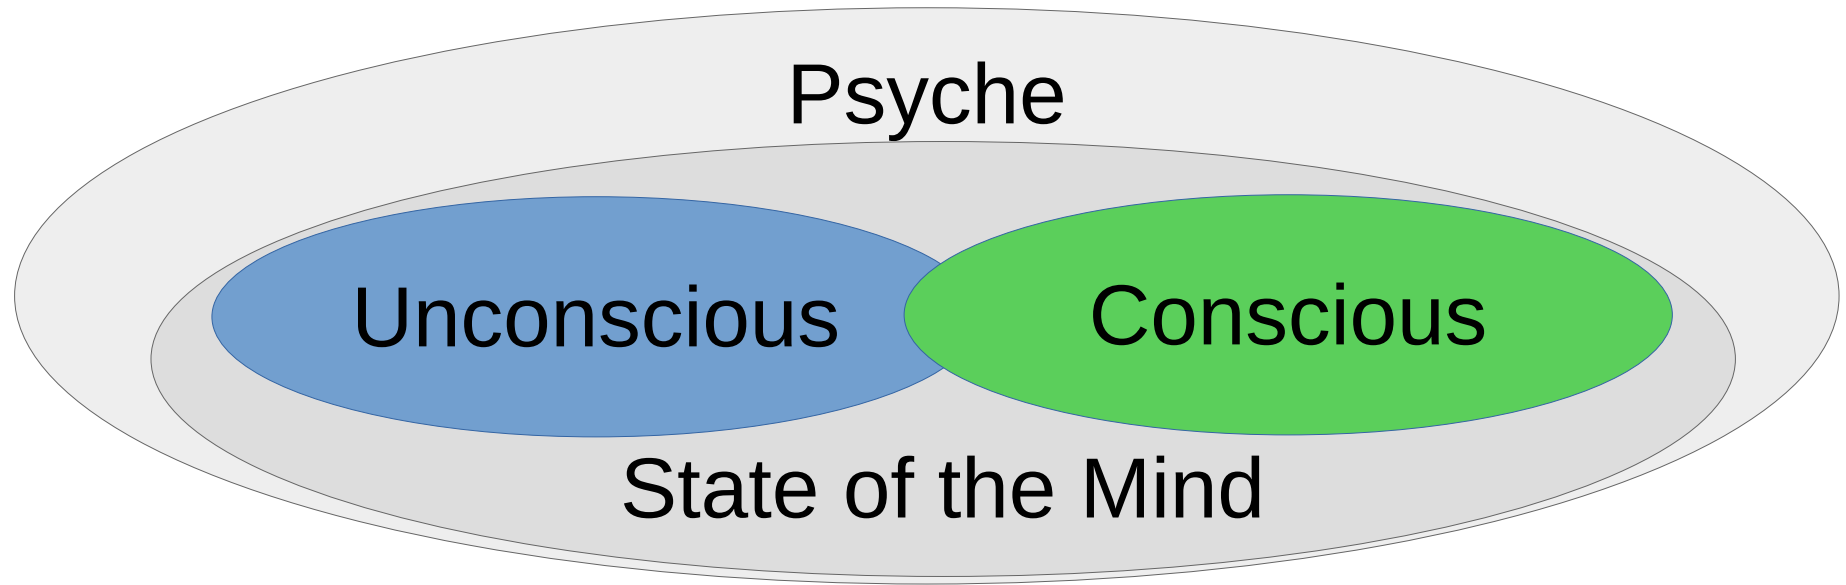 Psyche
Unconscious
Conscious
State of the Mind